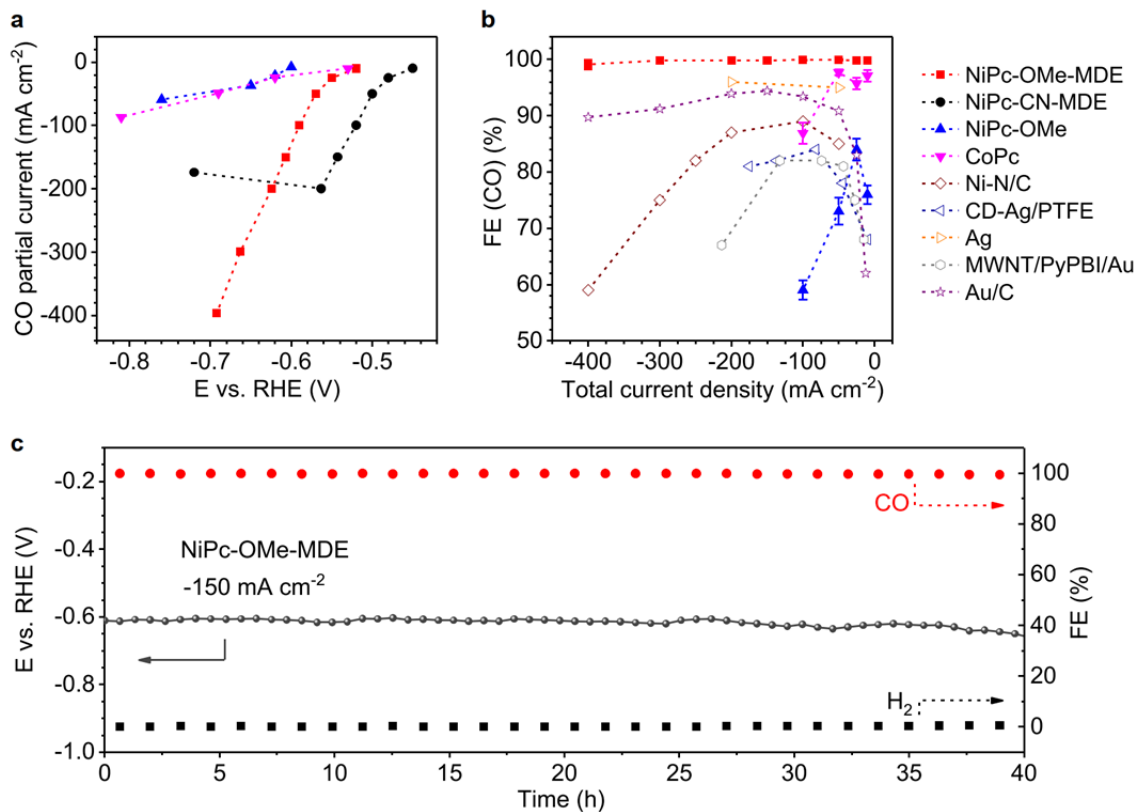 a
0
-100
-200
-300
-400
CO partial current (mA cm⁻²)
-0.8 -0.7 -0.6 -0.5
E vs. RHE (V)
b
100
90
80
70
60
50
FE (CO) (%)
-400 -300 -200 -100 0
Total current density (mA cm⁻²)
NiPc-OMe-MDE
NiPc-CN-MDE
NiPc-OMe
CoPc
Ni-N/C
CD-Ag/PTFE
Ag
MWNT/PyPBI/Au
Au/C
c
-0.2
-0.4
-0.6
-0.8
-1.0
E vs. RHE (V)
NiPc-OMe-MDE
-150 mA cm⁻²
CO
H₂
100
80
60
40
20
0
FE (%)
0 5 10 15 20 25 30 35 40
Time (h)